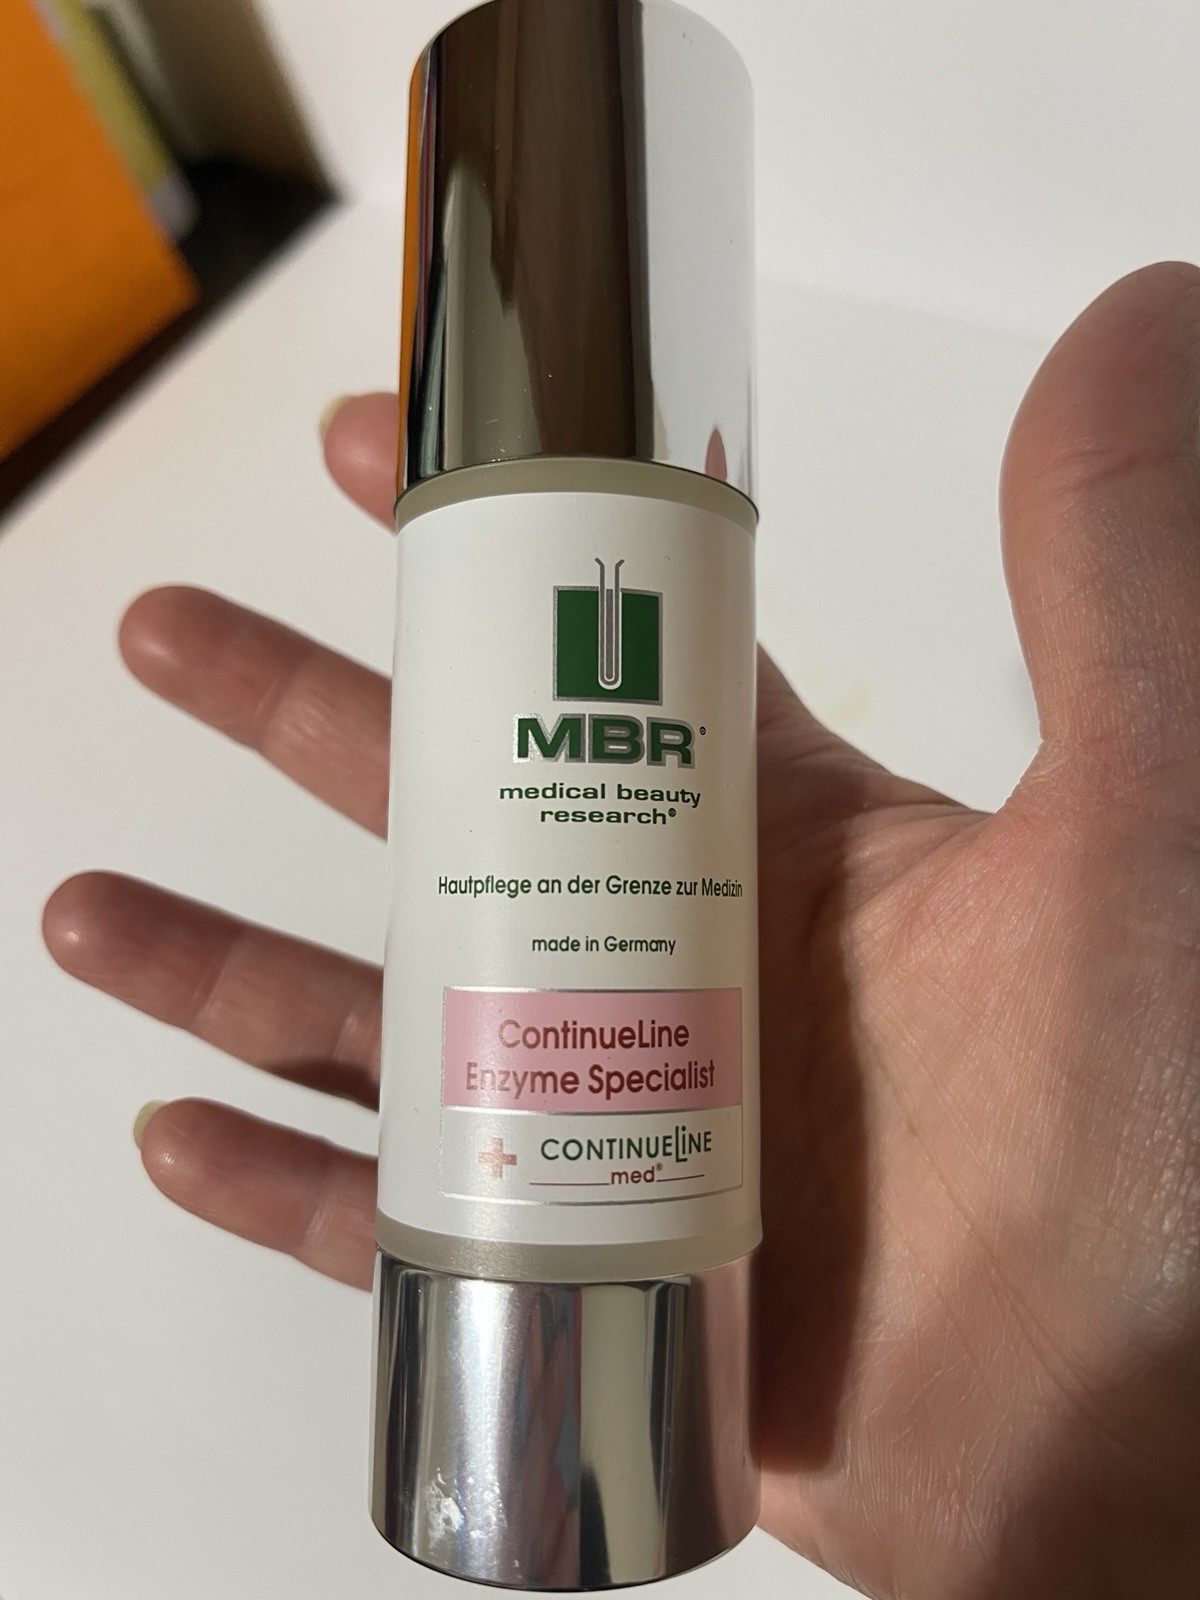 MBR®
medical beauty
research®
Hautpflege an der Grenze zur Medizin
made in Germany
ContinueLine
Enzyme Specialist
CONTINUELiNE
med®